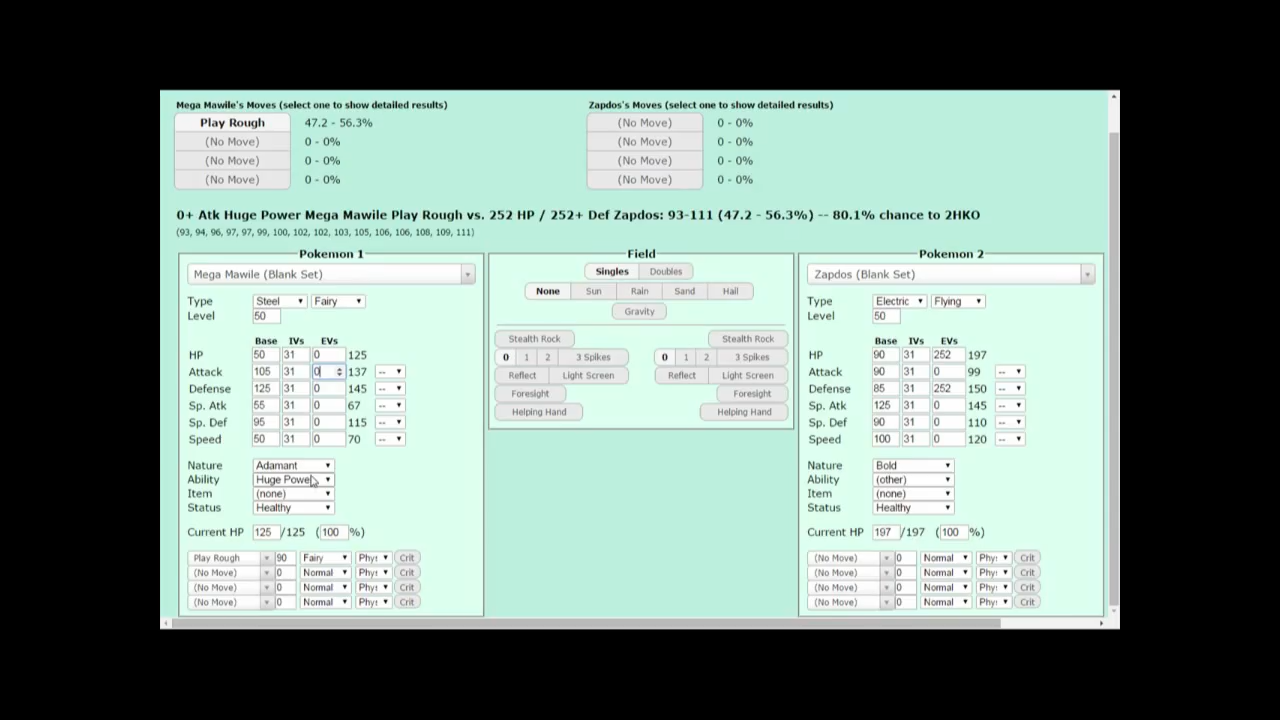 Mega Mawile's Moves (select one to show detailed results) Zapdos's Moves (select one to show detailed results)
Play Rough 47.2 - 56.3% (No Move) 0 - 0%
(No Move) 0 - 0% (No Move) 0 - 0%
(No Move) 0 - 0% (No Move) 0 - 0%
(No Move) 0 - 0% (No Move) 0 - 0%
0+ Atk Huge Power Mega Mawile Play Rough vs. 252 HP / 252+ Def Zapdos: 93-111 (47.2 - 56.3%) -- 80.1% chance to 2HKO
(93, 94, 96, 97, 97, 99, 100, 102, 102, 103, 105, 106, 106, 108, 109, 111)
Pokemon 1
Mega Mawile (Blank Set)
Type Steel Fairy
Level 50
Base IVs EVs
HP 50 31 0 125
Attack 105 31 0 137 --
Defense 125 31 0 145 --
Sp. Atk 55 31 0 67 --
Sp. Def 95 31 0 115 --
Speed 50 31 0 70 --
Nature Adamant
Ability Huge Power
Item (none)
Status Healthy
Current HP 125 /125 (100 %)
Play Rough 90 Fairy Phys Crit
(No Move) 0 Normal Phys Crit
(No Move) 0 Normal Phys Crit
(No Move) 0 Normal Phys Crit
Field
Singles Doubles
None Sun Rain Sand Hail
Gravity
Stealth Rock Stealth Rock
0 1 2 3 Spikes 0 1 2 3 Spikes
Reflect Light Screen Reflect Light Screen
Foresight Foresight
Helping Hand Helping Hand
Pokemon 2
Zapdos (Blank Set)
Type Electric Flying
Level 50
Base IVs EVs
HP 90 31 252 197
Attack 90 31 0 99 --
Defense 85 31 252 150 --
Sp. Atk 125 31 0 145 --
Sp. Def 90 31 0 110 --
Speed 100 31 0 120 --
Nature Bold
Ability (other)
Item (none)
Status Healthy
Current HP 197 /197 (100 %)
(No Move) 0 Normal Phys Crit
(No Move) 0 Normal Phys Crit
(No Move) 0 Normal Phys Crit
(No Move) 0 Normal Phys Crit